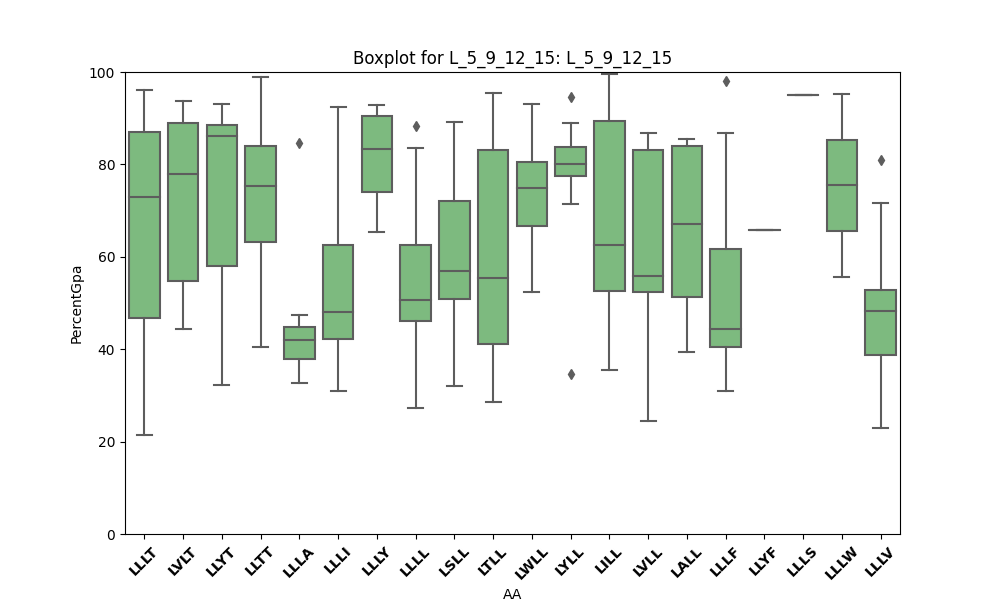 Boxplot for L_5_9_12_15: L_5_9_12_15
PercentGpa
100
80
60
40
20
0
LLLT LVLT LLYT LLTT LLLA LLLI LLLY LLLL LSLL LTLL LWLL LYLL LILL LVLL LALL LLLF LLYF LLLS LLLW LLLV
AA